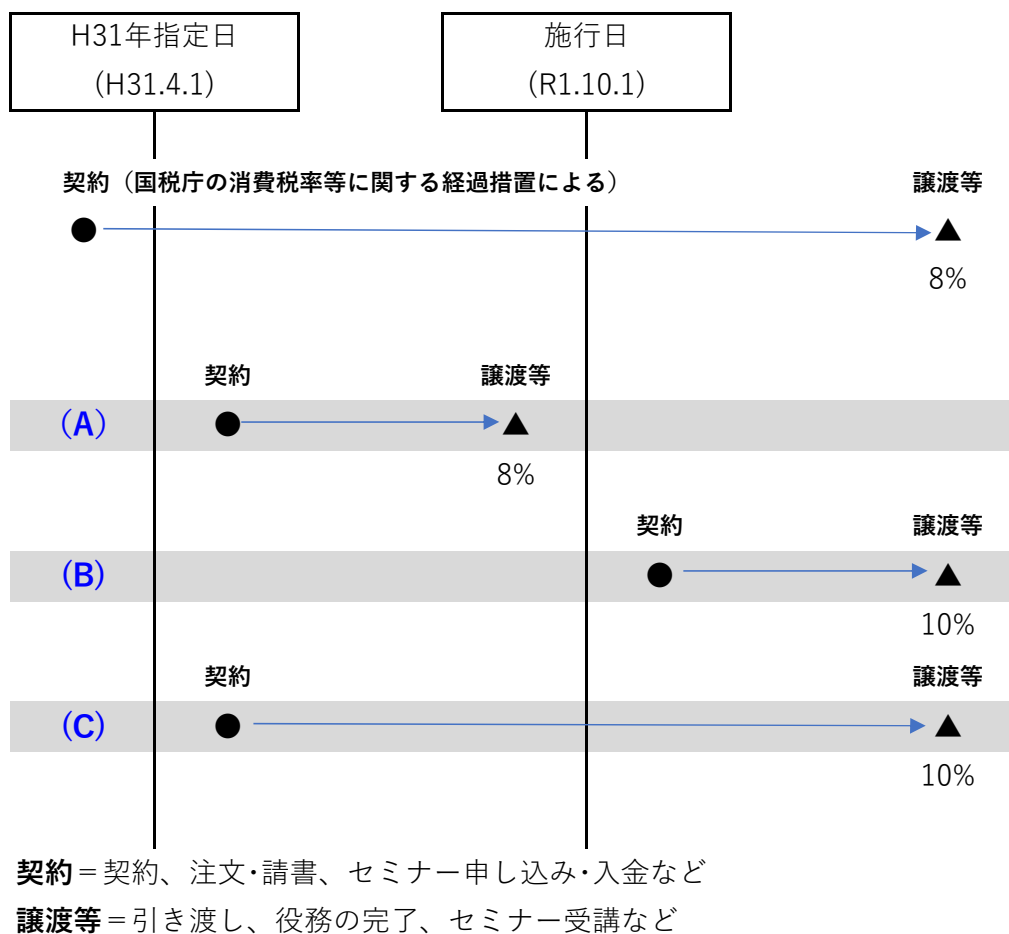 H31年指定日
(H31.4.1)
施行日
(R1.10.1)
契約（国税庁の消費税率等に関する経過措置による）
譲渡等
8%
契約
譲渡等
(A)
8%
契約
譲渡等
(B)
10%
契約
譲渡等
(C)
10%
契約＝契約、注文・請書、セミナー申し込み・入金など
譲渡等＝引き渡し、役務の完了、セミナー受講など